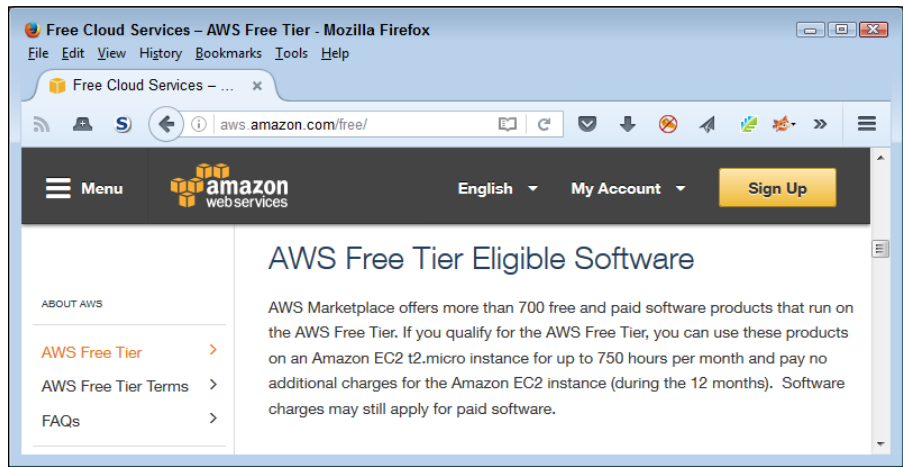 Free Cloud Services – AWS Free Tier - Mozilla Firefox
File Edit View History Bookmarks Tools Help
Free Cloud Services – ...
S
aws.amazon.com/free/
Menu
amazon
web services
English
My Account
Sign Up
AWS Free Tier Eligible Software
ABOUT AWS
AWS Free Tier
AWS Free Tier Terms
FAQs
AWS Marketplace offers more than 700 free and paid software products that run on
the AWS Free Tier. If you qualify for the AWS Free Tier, you can use these products
on an Amazon EC2 t2.micro instance for up to 750 hours per month and pay no
additional charges for the Amazon EC2 instance (during the 12 months).  Software
charges may still apply for paid software.